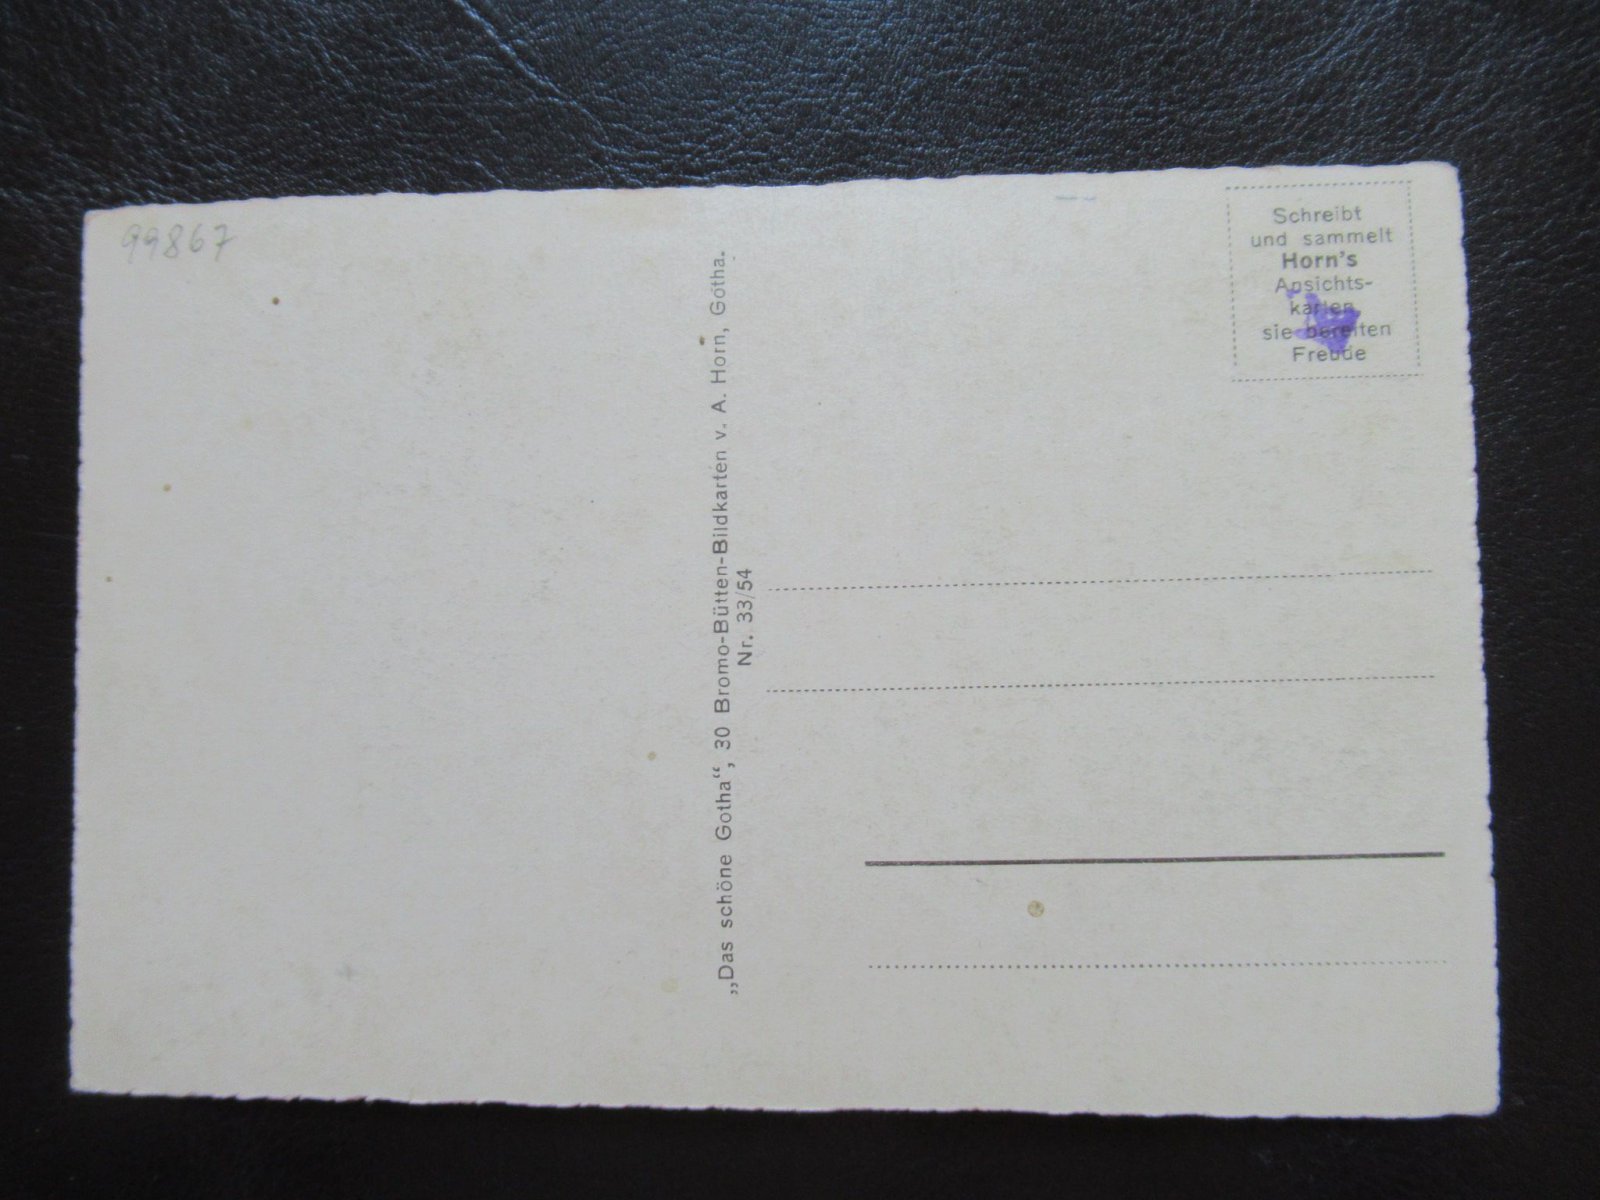 99867
Schreibt
und sammelt
Horn's
Ansichts-
karten,
sie bereiten
Freude
„Das schöne Gotha“, 30 Bromo-Bütten-Bildkarten v. A. Horn, Gotha.
Nr. 33/54